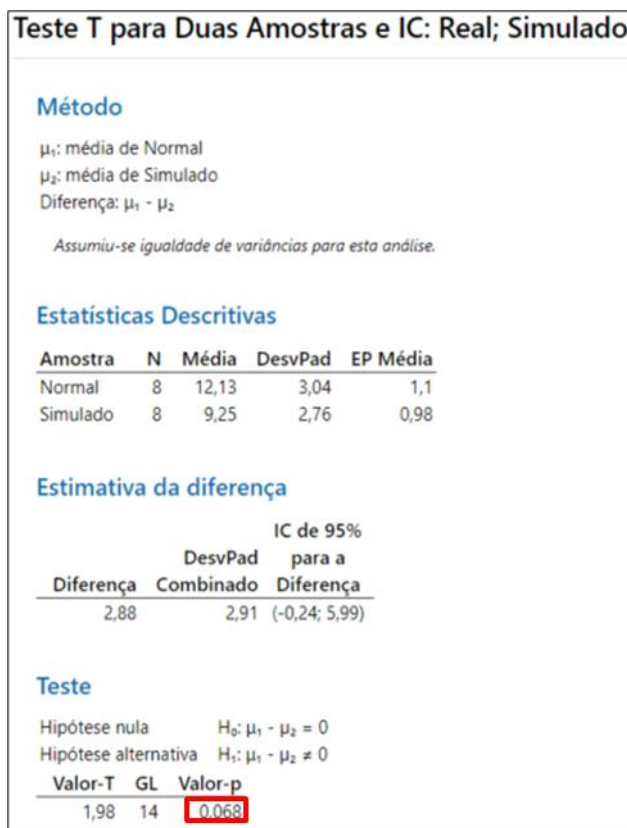 Teste T para Duas Amostras e IC: Real; Simulado
Método
μ₁: média de Normal
μ₂: média de Simulado
Diferença: μ₁ - μ₂
Assumiu-se igualdade de variâncias para esta análise.
Estatísticas Descritivas
Amostra N Média DesvPad EP Média
Normal 8 12,13 3,04 1,1
Simulado 8 9,25 2,76 0,98
Estimativa da diferença
IC de 95%
DesvPad para a
Diferença Combinado Diferença
2,88 2,91 (-0,24; 5,99)
Teste
Hipótese nula H₀: μ₁ - μ₂ = 0
Hipótese alternativa H₁: μ₁ - μ₂ ≠ 0
Valor-T GL Valor-p
1,98 14 0,068